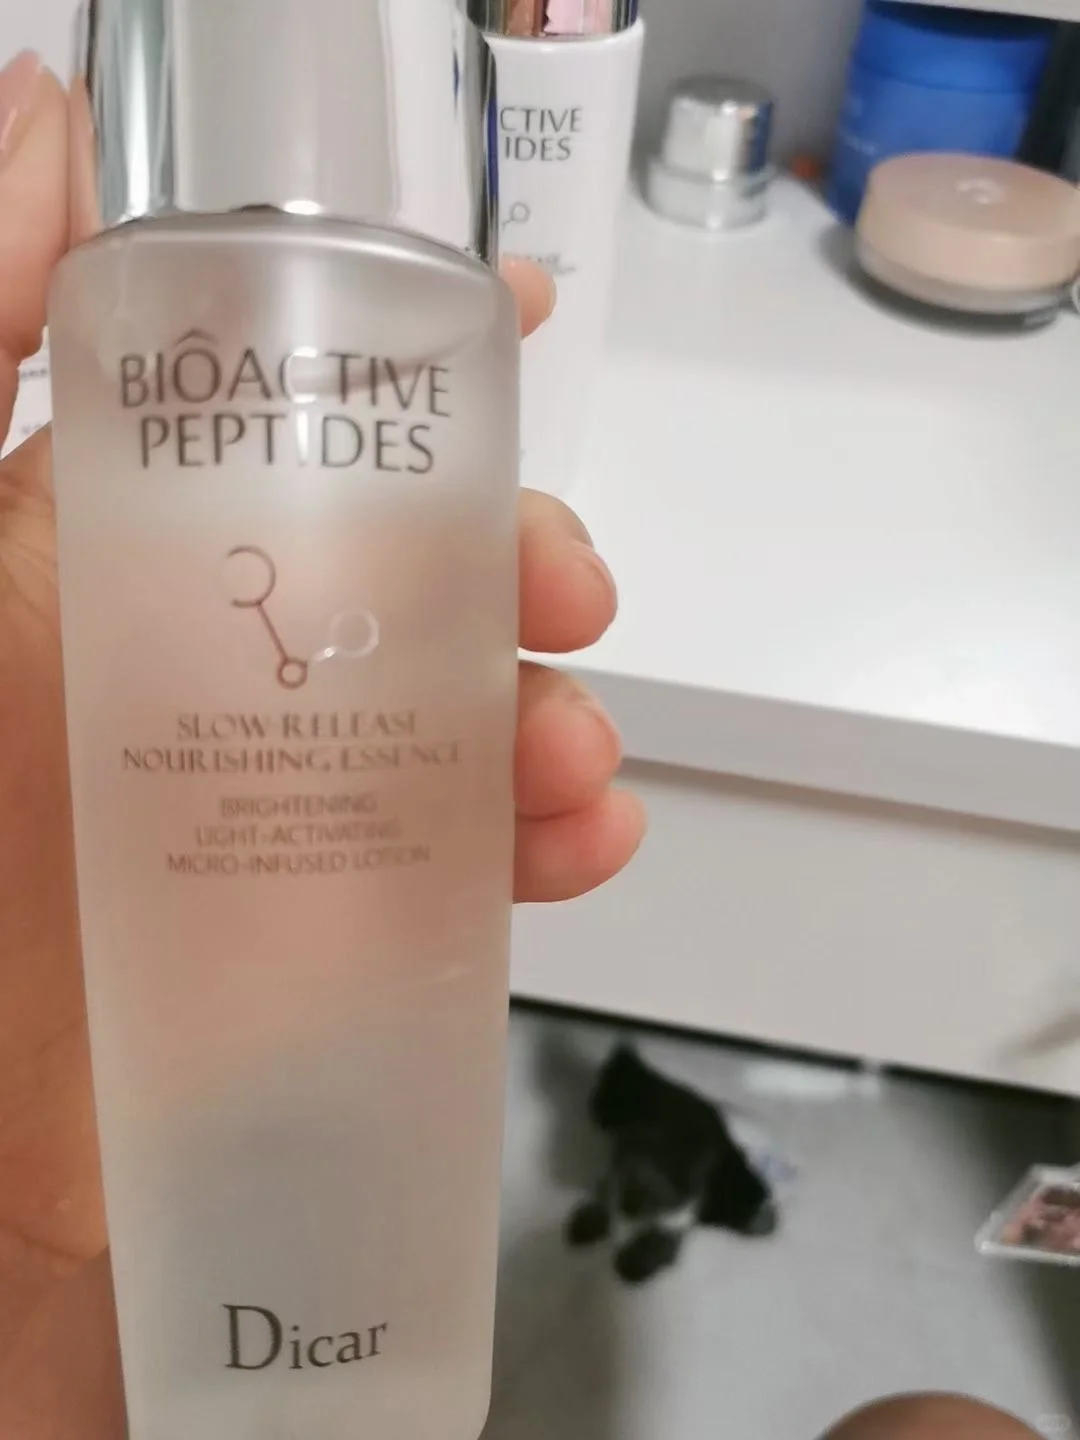 BIÔACTIVE
PEPTIDES
SLOW-RELEASE
NOURISHING ESSENCE
BRIGHTENING
LIGHT-ACTIVATING
MICRO-INFUSED LOTION
Dicar
CTIVE
IDES